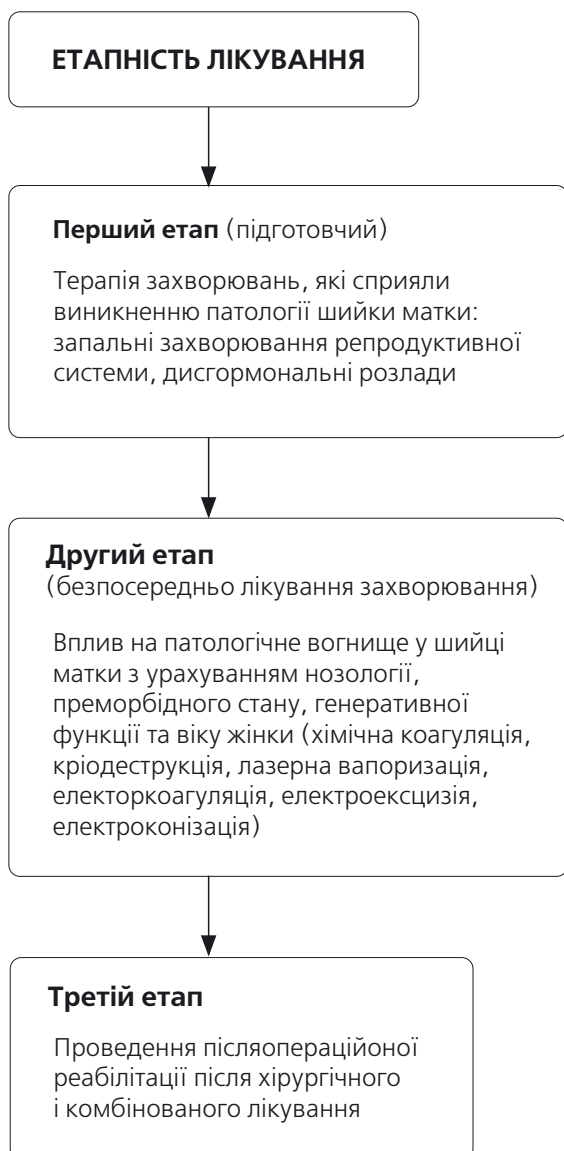 ЕТАПНІСТЬ ЛІКУВАННЯ
Перший етап (підготовчий)
Терапія захворювань, які сприяли
виникненню патології шийки матки:
запальні захворювання репродуктивної
системи, дисгормональні розлади
Другий етап
(безпосередньо лікування захворювання)
Вплив на патологічне вогнище у шийці
матки з урахуванням нозології,
преморбідного стану, генеративної
функції та віку жінки (хімічна коагуляція,
кріодеструкція, лазерна вапоризація,
електоркоагуляція, електроексцизія,
електроконізація)
Третій етап
Проведення післяопераційоної
реабілітації після хірургічного
і комбінованого лікування